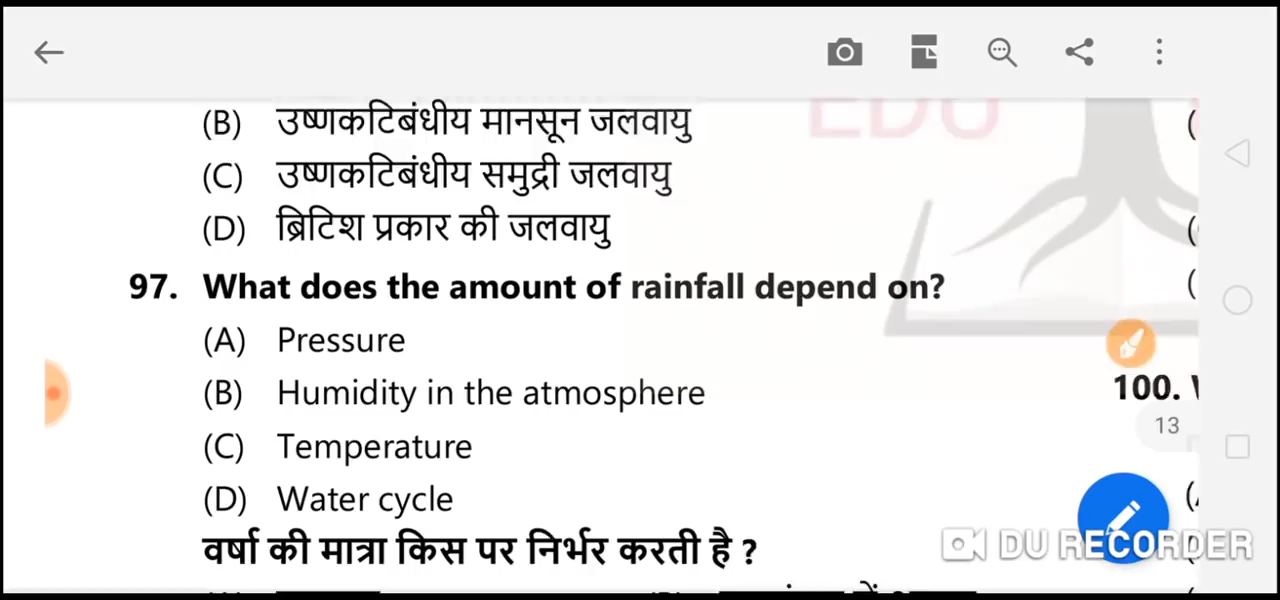 EDU
(B) उष्णकटिबंधीय मानसून जलवायु
(C) उष्णकटिबंधीय समुद्री जलवायु
(D) ब्रिटिश प्रकार की जलवायु
97. What does the amount of rainfall depend on?
(A) Pressure
(B) Humidity in the atmosphere
(C) Temperature
(D) Water cycle
वर्षा की मात्रा किस पर निर्भर करती है ?
100.
13
DU RECORDER